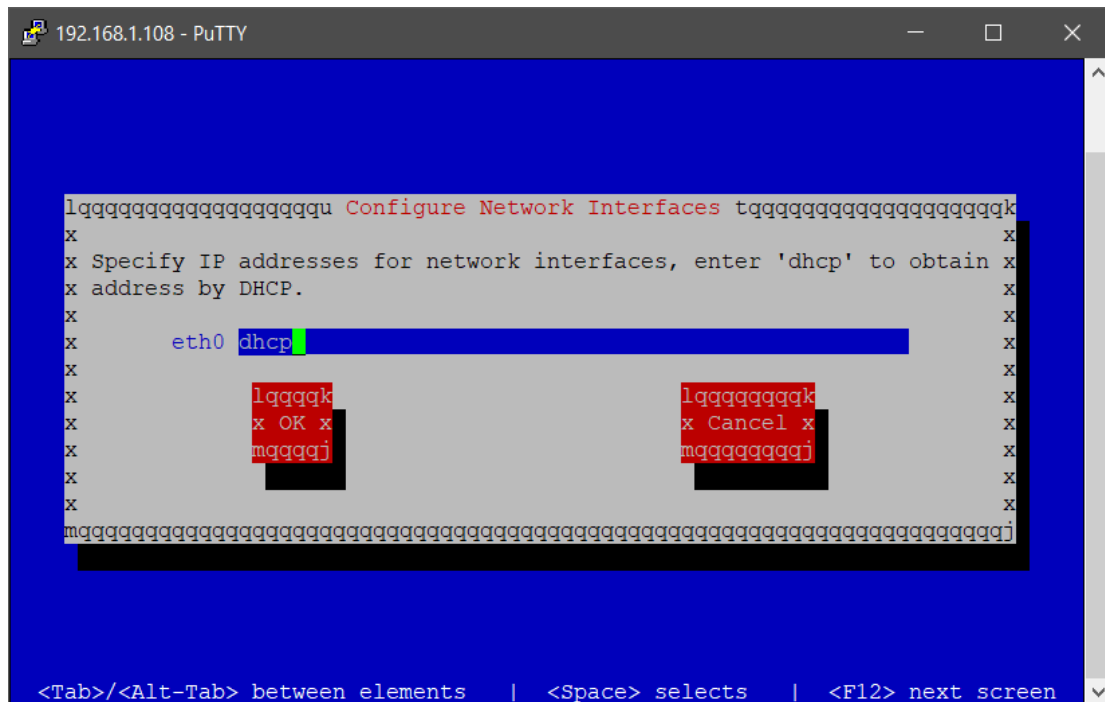 192.168.1.108 - PuTTY
lqqqqqqqqqqqqqqqqqqqu Configure Network Interfaces tqqqqqqqqqqqqqqqqqqqk
x x
x Specify IP addresses for network interfaces, enter 'dhcp' to obtain x
x address by DHCP. x
x x
x eth0 dhcp x
x x
x lqqqqk lqqqqqqqqk x
x x OK x x Cancel x x
x mqqqqj mqqqqqqqqj x
x x
x x
mqqqqqqqqqqqqqqqqqqqqqqqqqqqqqqqqqqqqqqqqqqqqqqqqqqqqqqqqqqqqqqqqqqqqqj
<Tab>/<Alt-Tab> between elements | <Space> selects | <F12> next screen